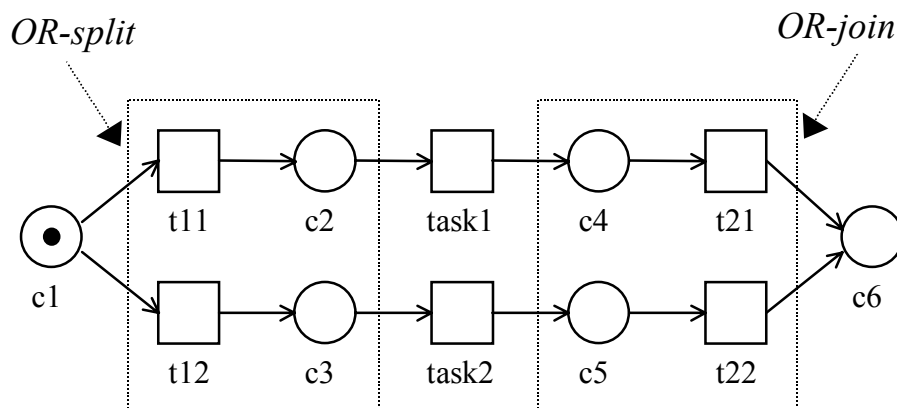 OR-split
OR-join
t11
c2
task1
c4
t21
c1
c6
t12
c3
task2
c5
t22